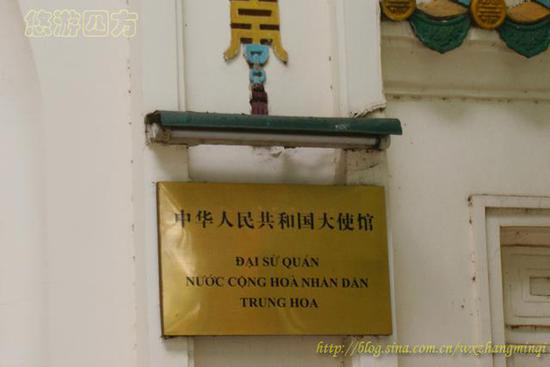 悠游四方
中华人民共和国大使馆
ĐẠI SỨ QUÁN
NƯỚC CỘNG HOÀ NHÂN DÂN
TRUNG HOA
http://blog.sina.com.cn/wxzhangminqi